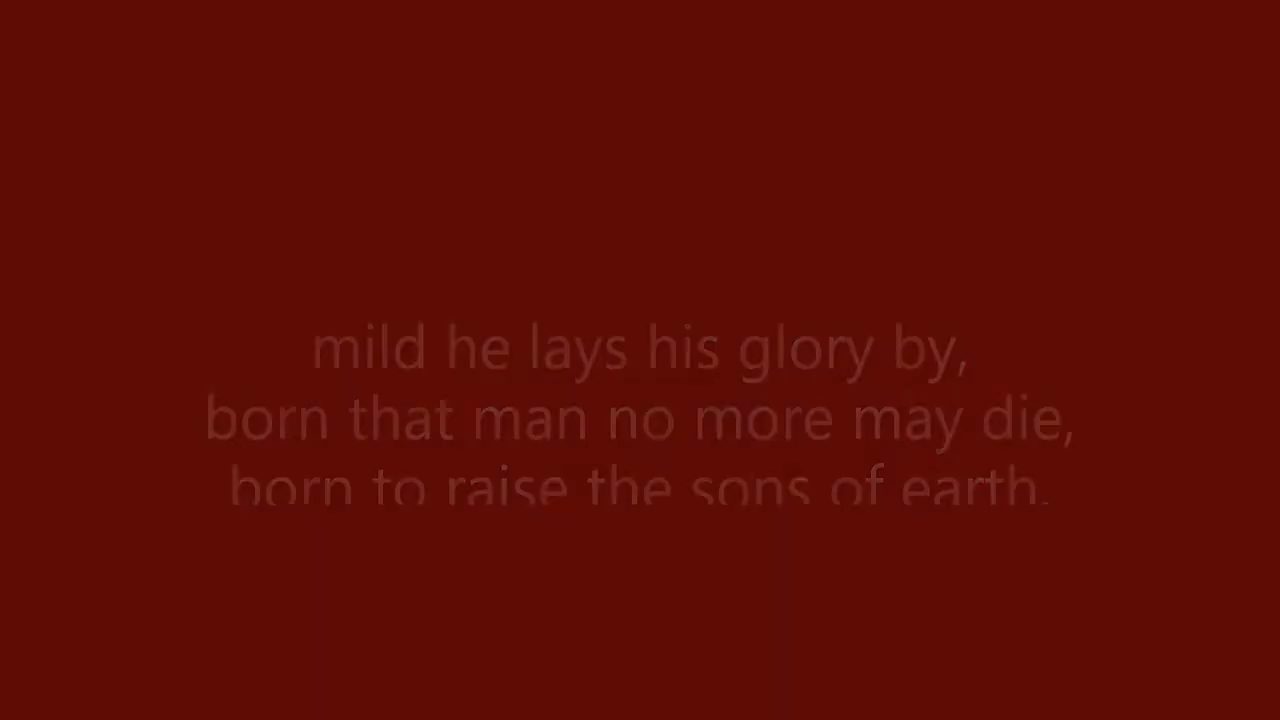 mild he lays his glory by,
born that man no more may die,
born to raise the sons of earth,